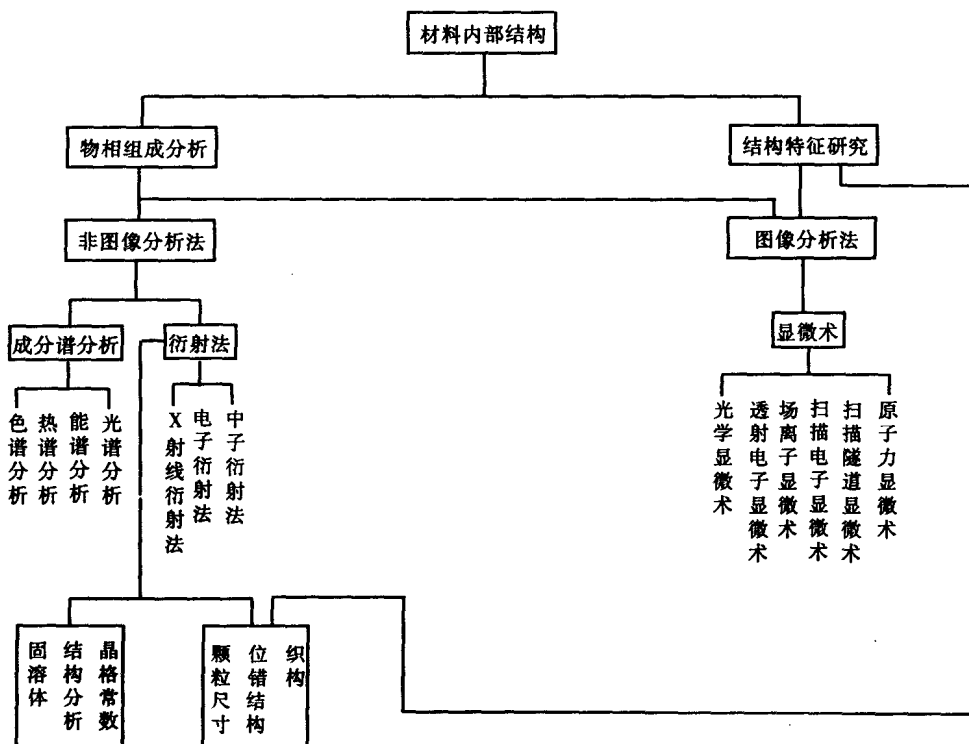 材料内部结构
物相组成分析
结构特征研究
非图像分析法
图像分析法
成分谱分析
衍射法
显微术
色谱分析
热谱分析
能谱分析
光谱分析
X射线衍射法
电子衍射法
中子衍射法
光学显微术
透射电子显微术
场离子显微术
扫描电子显微术
扫描隧道显微术
原子力显微术
固溶体
结构分析
晶格常数
颗粒尺寸
位错结构
织构